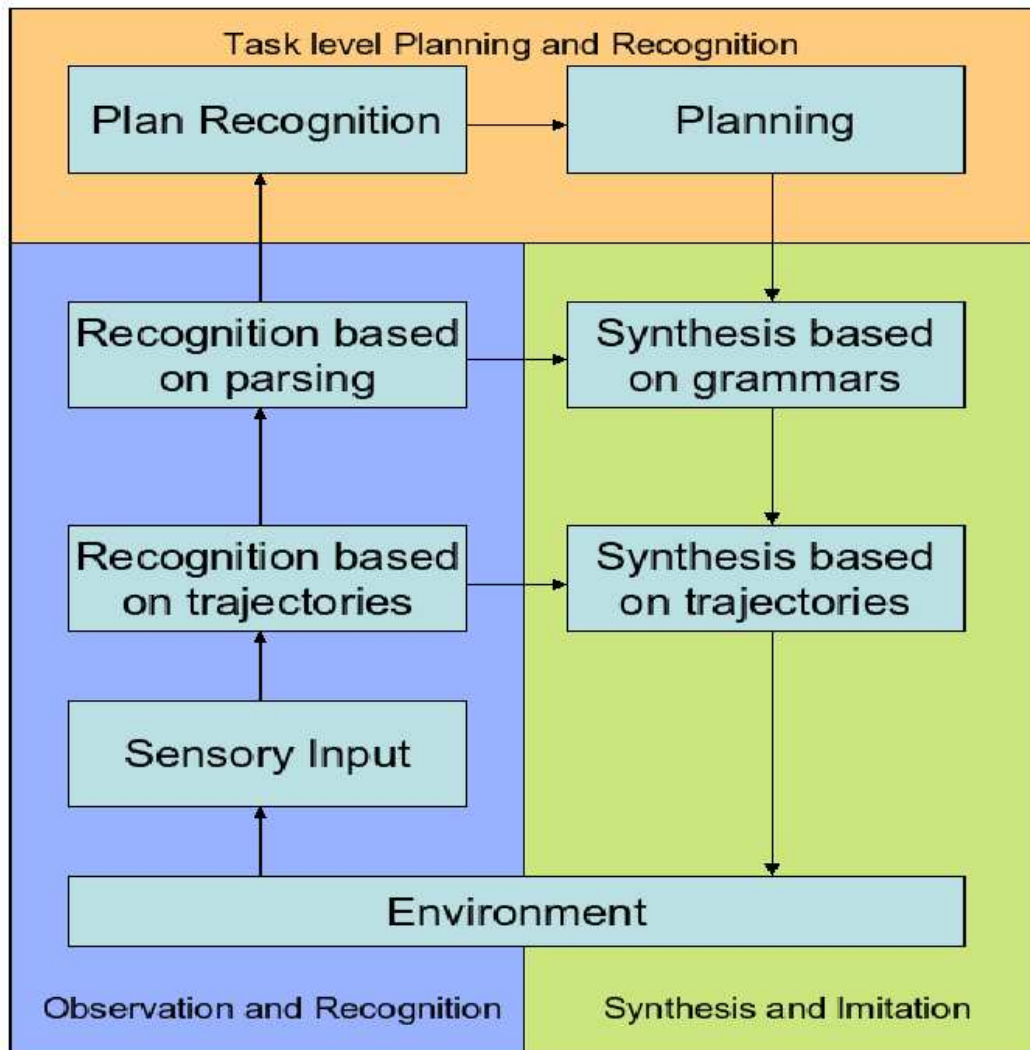 Task level Planning and Recognition
Plan Recognition
Planning
Recognition based
on parsing
Synthesis based
on grammars
Recognition based
on trajectories
Synthesis based
on trajectories
Sensory Input
Environment
Observation and Recognition
Synthesis and Imitation